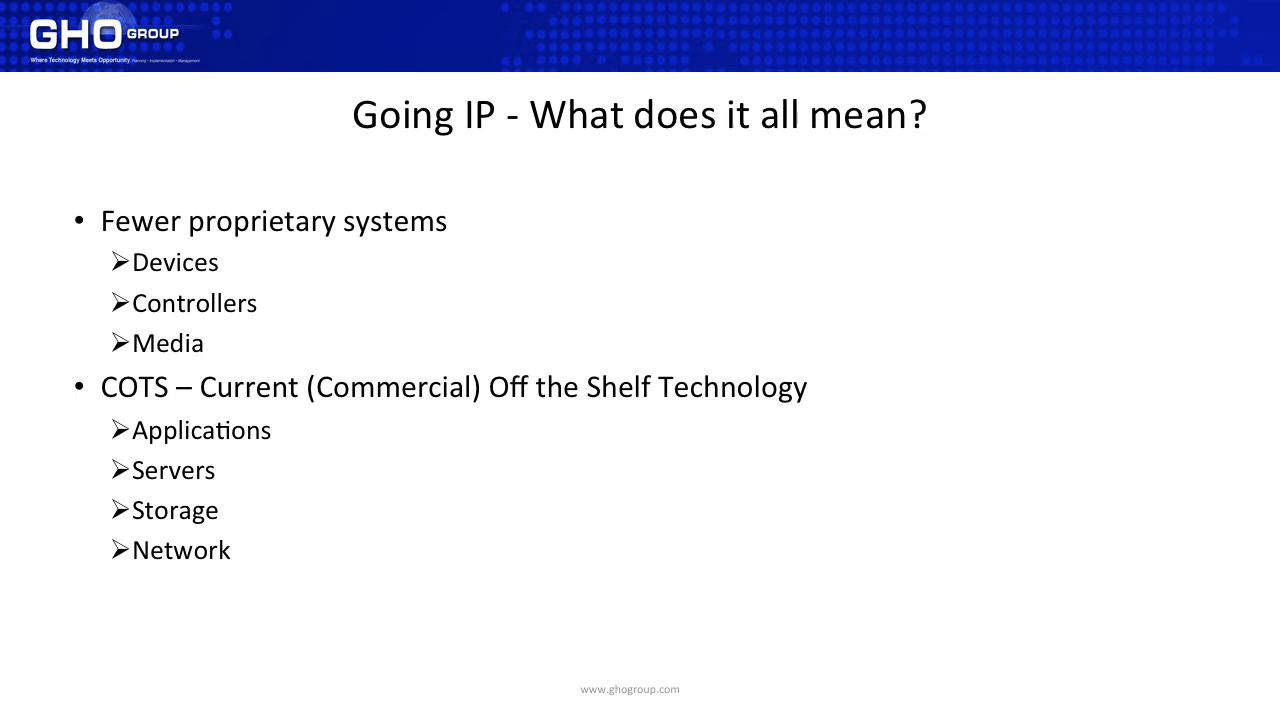 GHO GROUP
Where Technology Meets Opportunity Planning - Implementation - Management
Going IP - What does it all mean?
• Fewer proprietary systems
➢Devices
➢Controllers
➢Media
• COTS – Current (Commercial) Off the Shelf Technology
➢Applications
➢Servers
➢Storage
➢Network
www.ghogroup.com